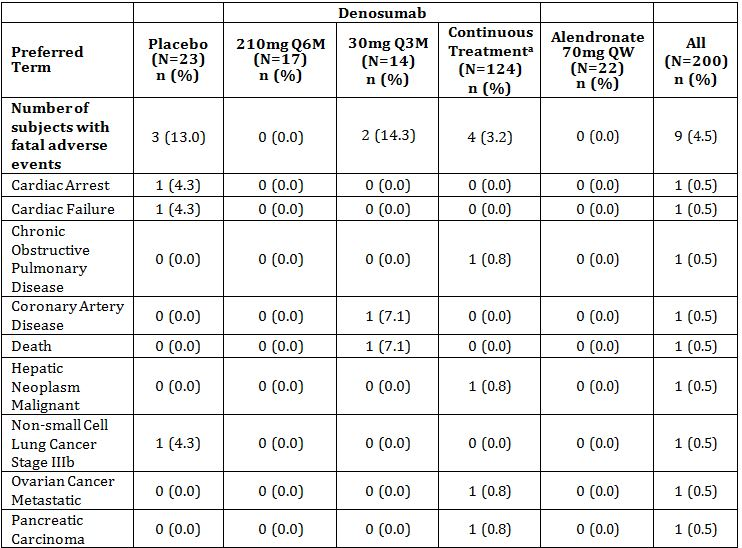 Denosumab
Preferred Term | Placebo (N=23) n (%) | 210mg Q6M (N=17) n (%) | 30mg Q3M (N=14) n (%) | Continuous Treatmentᵃ (N=124) n (%) | Alendronate 70mg QW (N=22) n (%) | All (N=200) n (%)
Number of subjects with fatal adverse events | 3 (13.0) | 0 (0.0) | 2 (14.3) | 4 (3.2) | 0 (0.0) | 9 (4.5)
Cardiac Arrest | 1 (4.3) | 0 (0.0) | 0 (0.0) | 0 (0.0) | 0 (0.0) | 1 (0.5)
Cardiac Failure | 1 (4.3) | 0 (0.0) | 0 (0.0) | 0 (0.0) | 0 (0.0) | 1 (0.5)
Chronic Obstructive Pulmonary Disease | 0 (0.0) | 0 (0.0) | 0 (0.0) | 1 (0.8) | 0 (0.0) | 1 (0.5)
Coronary Artery Disease | 0 (0.0) | 0 (0.0) | 1 (7.1) | 0 (0.0) | 0 (0.0) | 1 (0.5)
Death | 0 (0.0) | 0 (0.0) | 1 (7.1) | 0 (0.0) | 0 (0.0) | 1 (0.5)
Hepatic Neoplasm Malignant | 0 (0.0) | 0 (0.0) | 0 (0.0) | 1 (0.8) | 0 (0.0) | 1 (0.5)
Non-small Cell Lung Cancer Stage IIIb | 1 (4.3) | 0 (0.0) | 0 (0.0) | 0 (0.0) | 0 (0.0) | 1 (0.5)
Ovarian Cancer Metastatic | 0 (0.0) | 0 (0.0) | 0 (0.0) | 1 (0.8) | 0 (0.0) | 1 (0.5)
Pancreatic Carcinoma | 0 (0.0) | 0 (0.0) | 0 (0.0) | 1 (0.8) | 0 (0.0) | 1 (0.5)